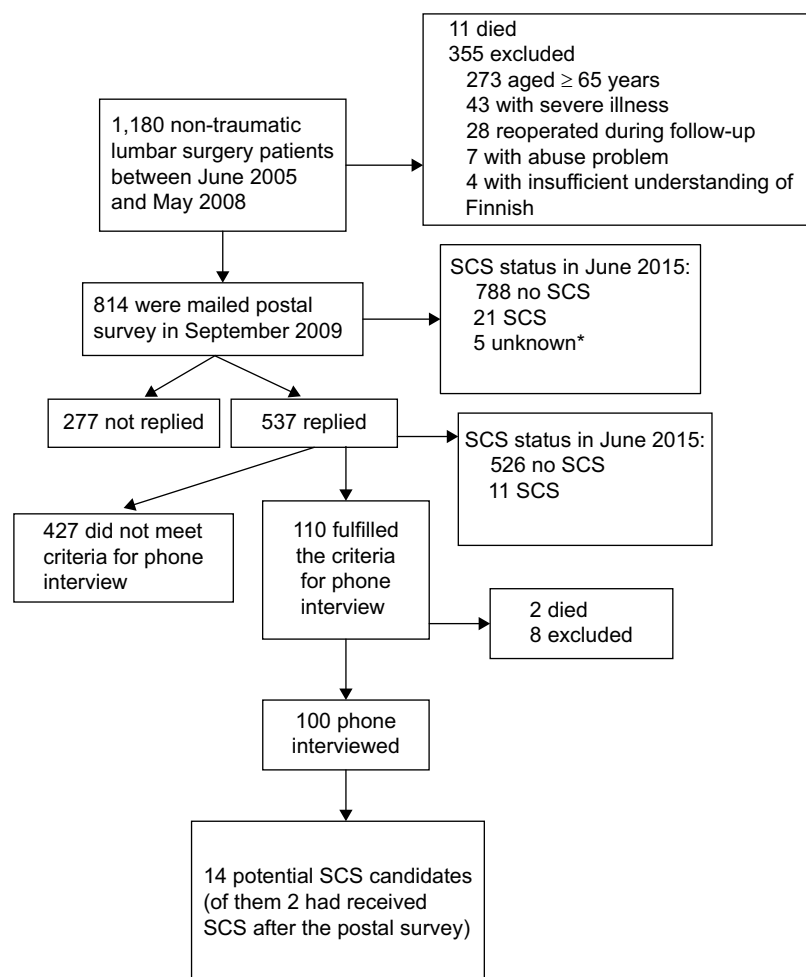 11 died
355 excluded
273 aged ≥ 65 years
43 with severe illness
28 reoperated during follow-up
7 with abuse problem
4 with insufficient understanding of
Finnish
1,180 non-traumatic
lumbar surgery patients
between June 2005
and May 2008
SCS status in June 2015:
788 no SCS
21 SCS
5 unknown*
814 were mailed postal
survey in September 2009
277 not replied
537 replied
SCS status in June 2015:
526 no SCS
11 SCS
427 did not meet
criteria for phone
interview
110 fulfilled
the criteria
for phone
interview
2 died
8 excluded
100 phone
interviewed
14 potential SCS candidates
(of them 2 had received
SCS after the postal survey)